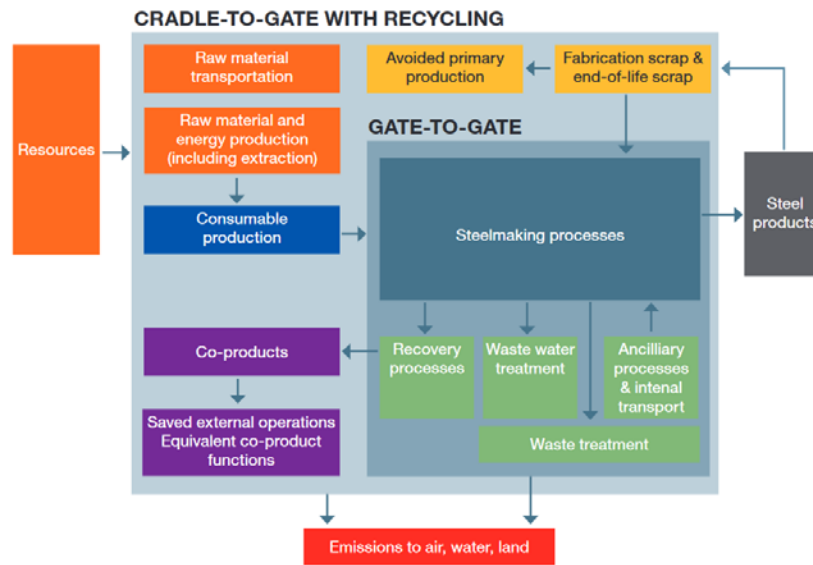 CRADLE-TO-GATE WITH RECYCLING
Raw material
transportation
Avoided primary
production
Fabrication scrap &
end-of-life scrap
Resources
Raw material and
energy production
(including extraction)
GATE-TO-GATE
Consumable
production
Steelmaking processes
Steel
products
Co-products
Recovery
processes
Waste water
treatment
Ancilliary
processes
& intenal
transport
Saved external operations
Equivalent co-product
functions
Waste treatment
Emissions to air, water, land